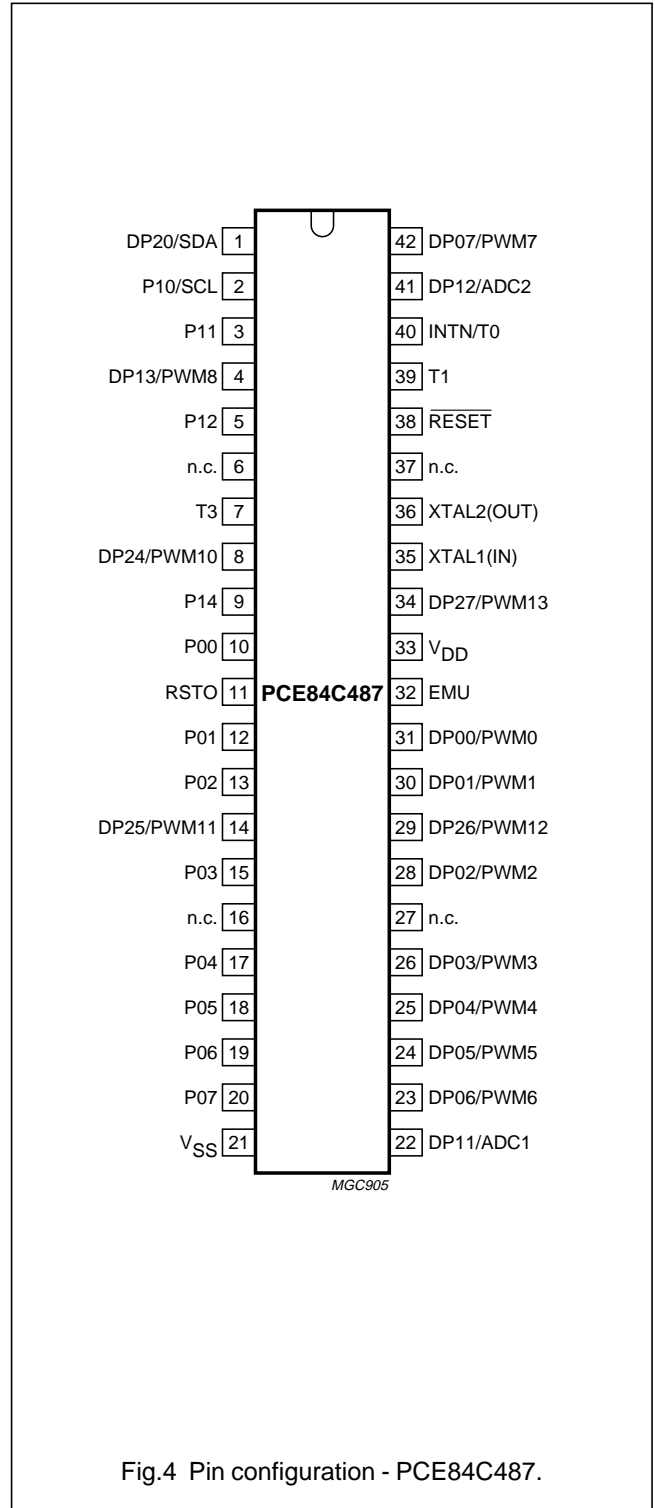 DP20/SDA 1 42 DP07/PWM7
P10/SCL 2 41 DP12/ADC2
P11 3 40 INTN/T0
DP13/PWM8 4 39 T1
P12 5 38 RESET
n.c. 6 37 n.c.
T3 7 36 XTAL2(OUT)
DP24/PWM10 8 35 XTAL1(IN)
P14 9 34 DP27/PWM13
P00 10 33 VDD
RSTO 11 PCE84C487 32 EMU
P01 12 31 DP00/PWM0
P02 13 30 DP01/PWM1
DP25/PWM11 14 29 DP26/PWM12
P03 15 28 DP02/PWM2
n.c. 16 27 n.c.
P04 17 26 DP03/PWM3
P05 18 25 DP04/PWM4
P06 19 24 DP05/PWM5
P07 20 23 DP06/PWM6
VSS 21 22 DP11/ADC1
MGC905
Fig.4 Pin configuration - PCE84C487.